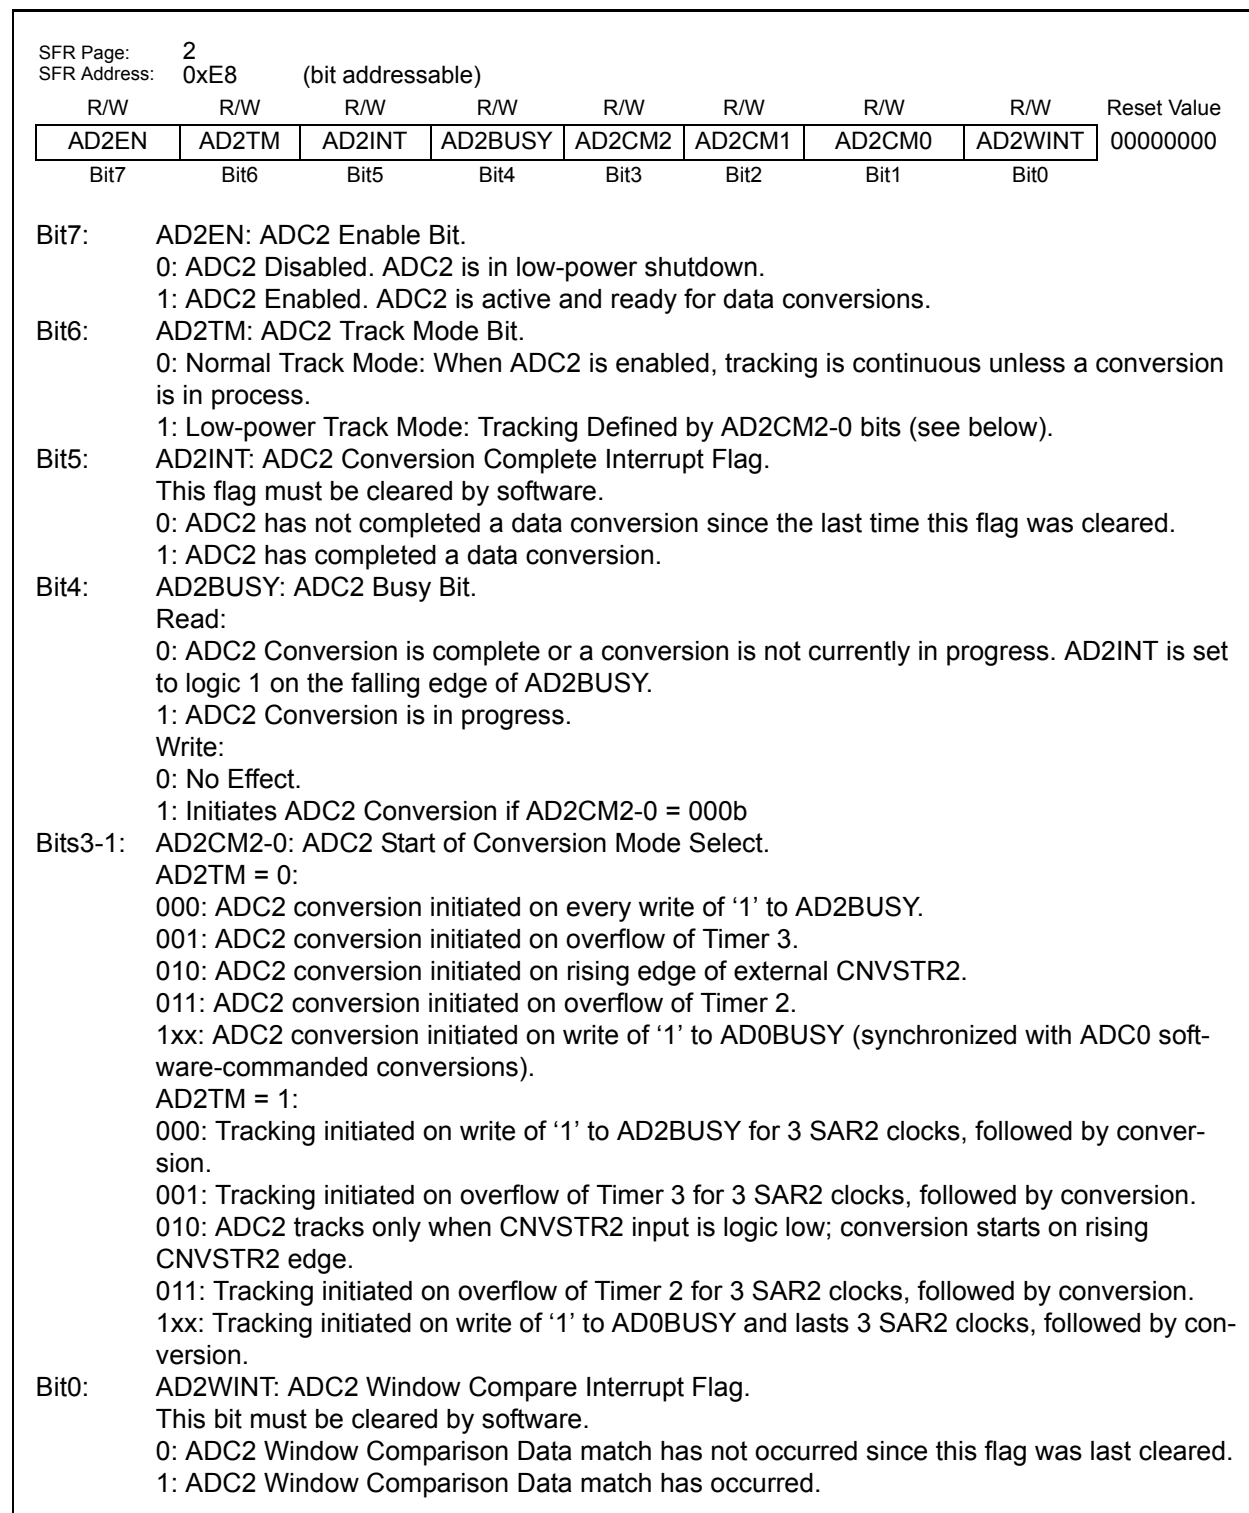 SFR Page: 2
SFR Address: 0xE8 (bit addressable)
R/W R/W R/W R/W R/W R/W R/W R/W Reset Value
AD2EN AD2TM AD2INT AD2BUSY AD2CM2 AD2CM1 AD2CM0 AD2WINT 00000000
Bit7 Bit6 Bit5 Bit4 Bit3 Bit2 Bit1 Bit0
Bit7: AD2EN: ADC2 Enable Bit.
0: ADC2 Disabled. ADC2 is in low-power shutdown.
1: ADC2 Enabled. ADC2 is active and ready for data conversions.
Bit6: AD2TM: ADC2 Track Mode Bit.
0: Normal Track Mode: When ADC2 is enabled, tracking is continuous unless a conversion
is in process.
1: Low-power Track Mode: Tracking Defined by AD2CM2-0 bits (see below).
Bit5: AD2INT: ADC2 Conversion Complete Interrupt Flag.
This flag must be cleared by software.
0: ADC2 has not completed a data conversion since the last time this flag was cleared.
1: ADC2 has completed a data conversion.
Bit4: AD2BUSY: ADC2 Busy Bit.
Read:
0: ADC2 Conversion is complete or a conversion is not currently in progress. AD2INT is set
to logic 1 on the falling edge of AD2BUSY.
1: ADC2 Conversion is in progress.
Write:
0: No Effect.
1: Initiates ADC2 Conversion if AD2CM2-0 = 000b
Bits3-1: AD2CM2-0: ADC2 Start of Conversion Mode Select.
AD2TM = 0:
000: ADC2 conversion initiated on every write of ‘1’ to AD2BUSY.
001: ADC2 conversion initiated on overflow of Timer 3.
010: ADC2 conversion initiated on rising edge of external CNVSTR2.
011: ADC2 conversion initiated on overflow of Timer 2.
1xx: ADC2 conversion initiated on write of ‘1’ to AD0BUSY (synchronized with ADC0 soft-
ware-commanded conversions).
AD2TM = 1:
000: Tracking initiated on write of ‘1’ to AD2BUSY for 3 SAR2 clocks, followed by conver-
sion.
001: Tracking initiated on overflow of Timer 3 for 3 SAR2 clocks, followed by conversion.
010: ADC2 tracks only when CNVSTR2 input is logic low; conversion starts on rising
CNVSTR2 edge.
011: Tracking initiated on overflow of Timer 2 for 3 SAR2 clocks, followed by conversion.
1xx: Tracking initiated on write of ‘1’ to AD0BUSY and lasts 3 SAR2 clocks, followed by con-
version.
Bit0: AD2WINT: ADC2 Window Compare Interrupt Flag.
This bit must be cleared by software.
0: ADC2 Window Comparison Data match has not occurred since this flag was last cleared.
1: ADC2 Window Comparison Data match has occurred.